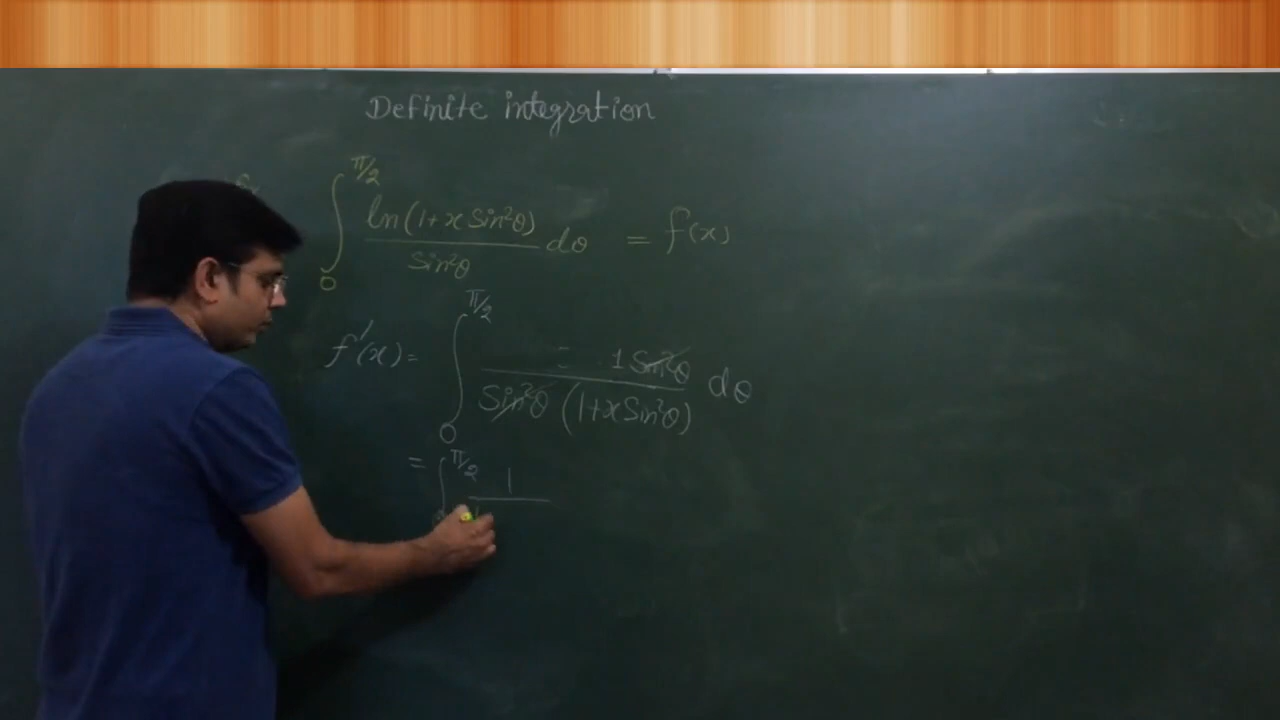 Definite integration
∫₀^{π/2} ln(1+x Sin²θ)/Sin²θ dθ = f(x)
f'(x) = ∫₀^{π/2} 1 Sin²θ/Sin²θ (1+x Sin²θ) dθ
= ∫^{π/2} 1